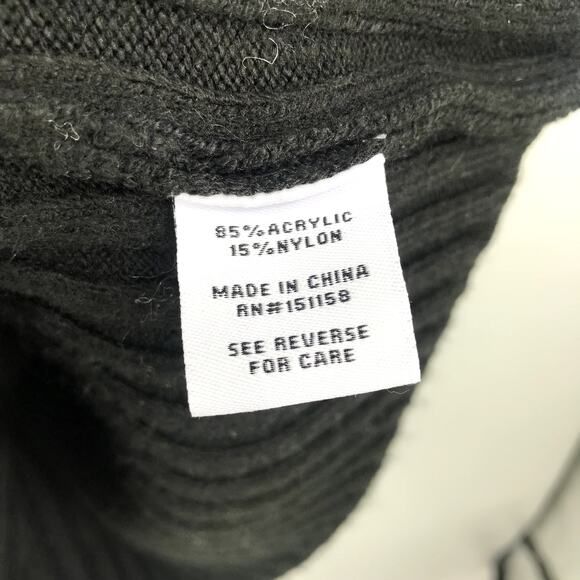 85% ACRYLIC
15% NYLON
MADE IN CHINA
RN#151158
SEE REVERSE
FOR CARE